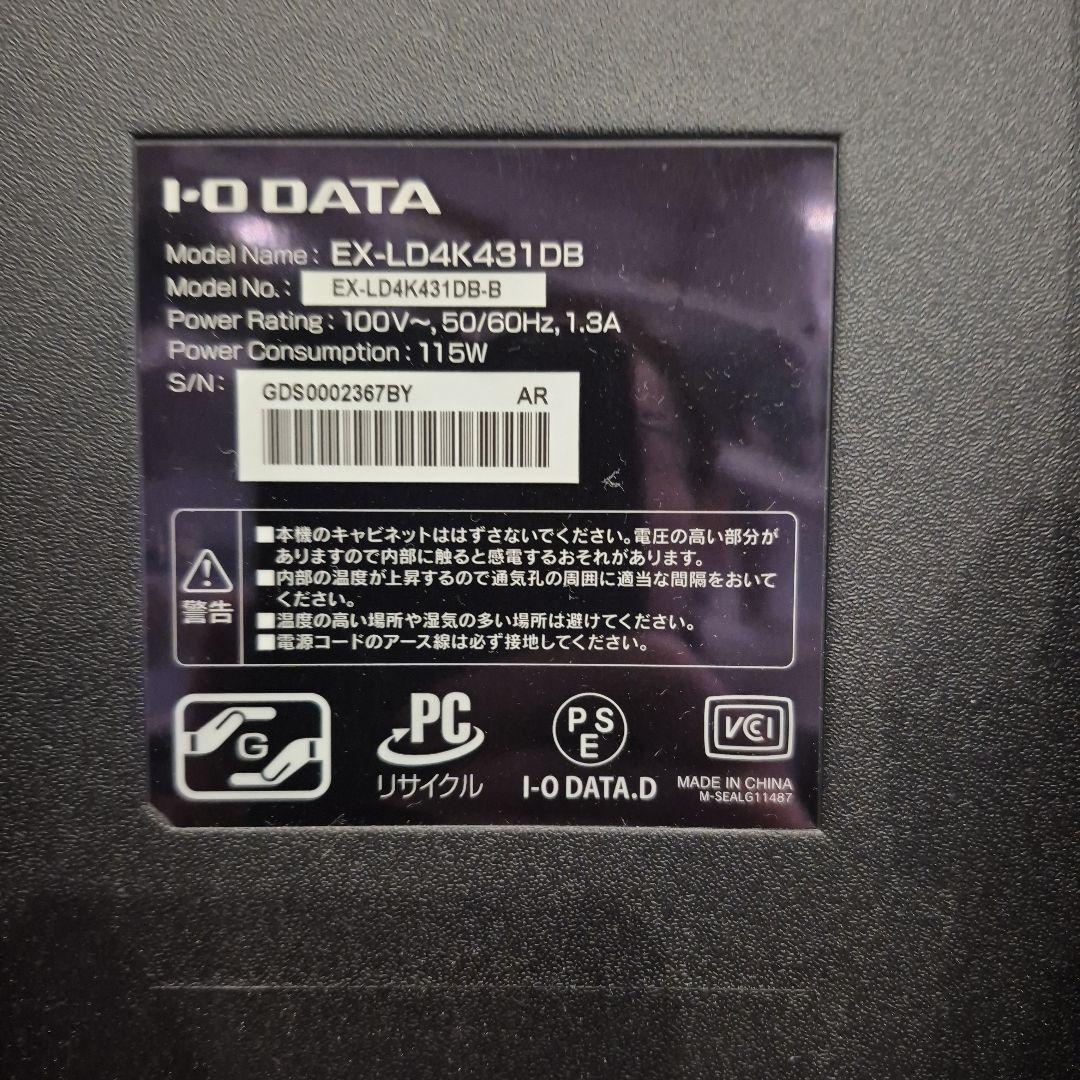 I-O DATA
Model Name : EX-LD4K431DB
Model No. : EX-LD4K431DB-B
Power Rating : 100V～, 50/60Hz, 1.3A
Power Consumption : 115W
S/N : GDS0002367BY AR
警告
■本機のキャビネットははずさないでください。電圧の高い部分が
ありますので内部に触ると感電するおそれがあります。
■内部の温度が上昇するので通気孔の周囲に適当な間隔をおいて
ください。
■温度の高い場所や湿気の多い場所は避けてください。
■電源コードのアース線は必ず接地してください。
G
PC
リサイクル
PS
E
I-O DATA.D
VCI
MADE IN CHINA
M-SEALG11487